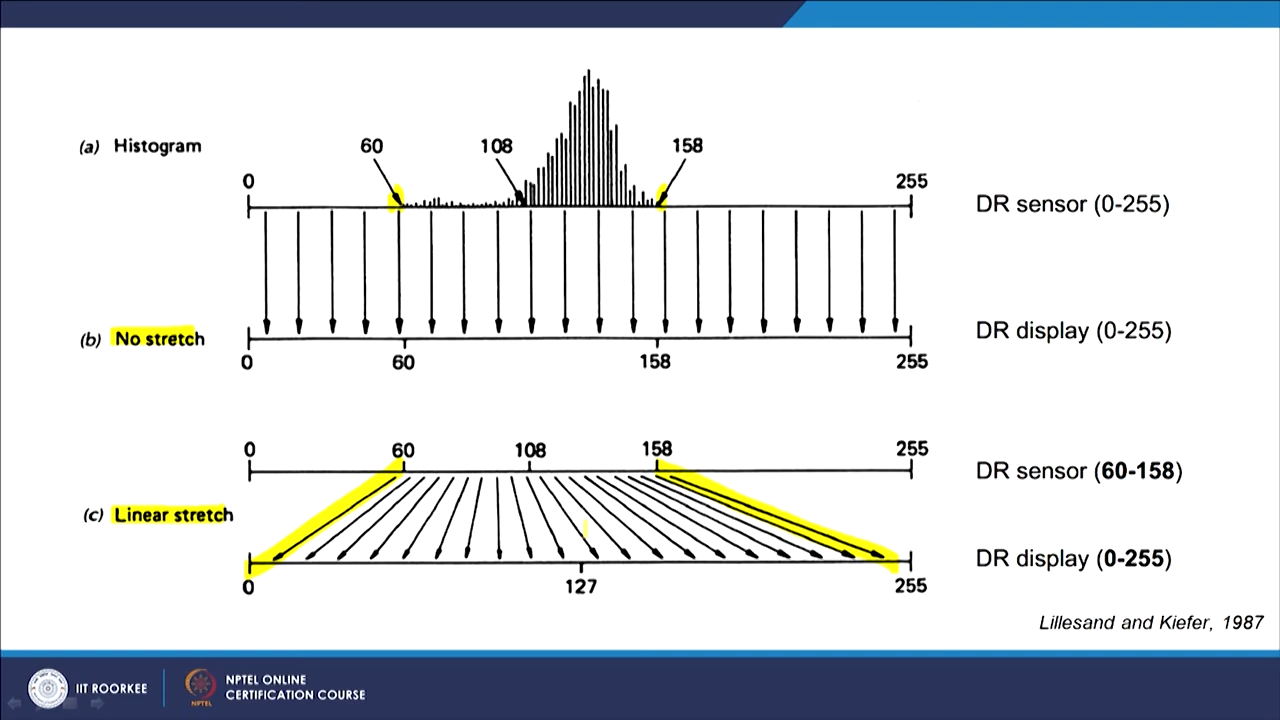 (a) Histogram
60
108
158
0
255
DR sensor (0-255)
(b) No stretch
DR display (0-255)
0
60
158
255
0
60
108
158
255
DR sensor (60-158)
(c) Linear stretch
DR display (0-255)
0
127
255
Lillesand and Kiefer, 1987
IIT ROORKEE
NPTEL ONLINE
CERTIFICATION COURSE
NPTEL